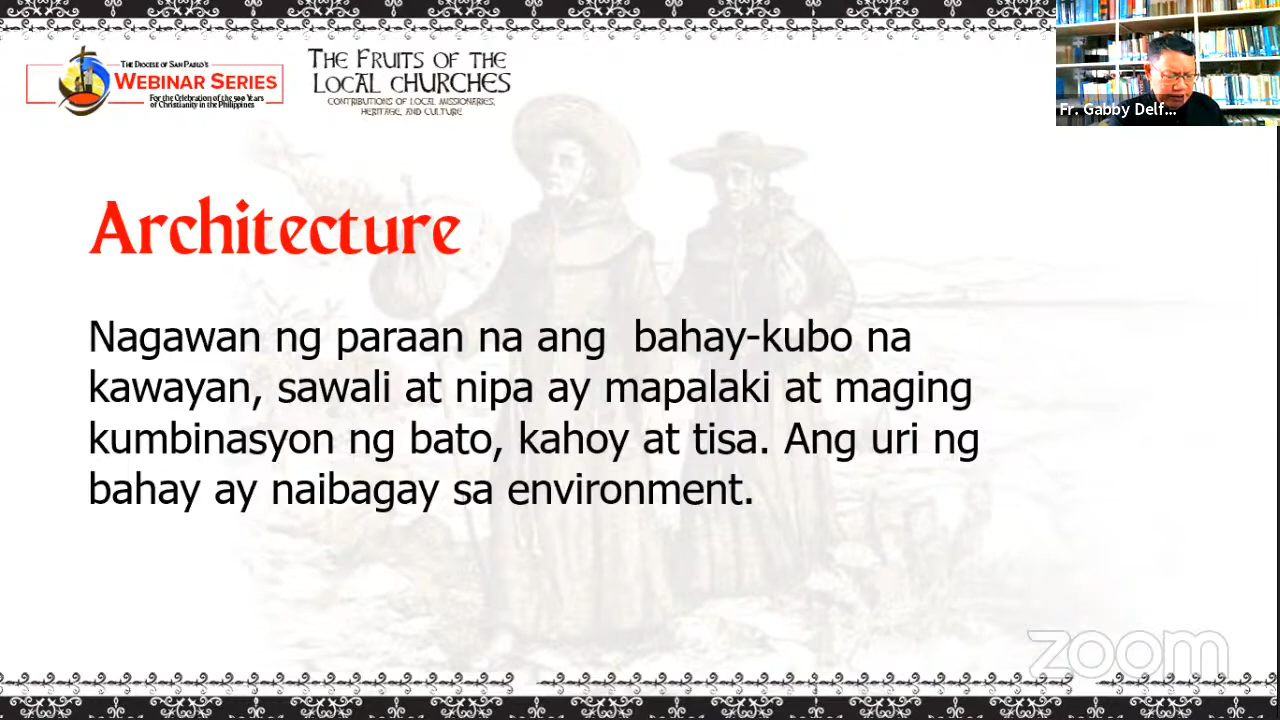 THE DIOCESE OF SAN PABLO'S
WEBINAR SERIES
For the Celebration of the 500 Years
of Christianity in the Philippines
THE FRUITS OF THE
LOCAL CHURCHES
CONTRIBUTIONS OF LOCAL MISSIONARIES,
HERITAGE, AND CULTURE
Fr. Gabby Delf...
Architecture
Nagawan ng paraan na ang bahay-kubo na
kawayan, sawali at nipa ay mapalaki at maging
kumbinasyon ng bato, kahoy at tisa. Ang uri ng
bahay ay naibagay sa environment.
zoom